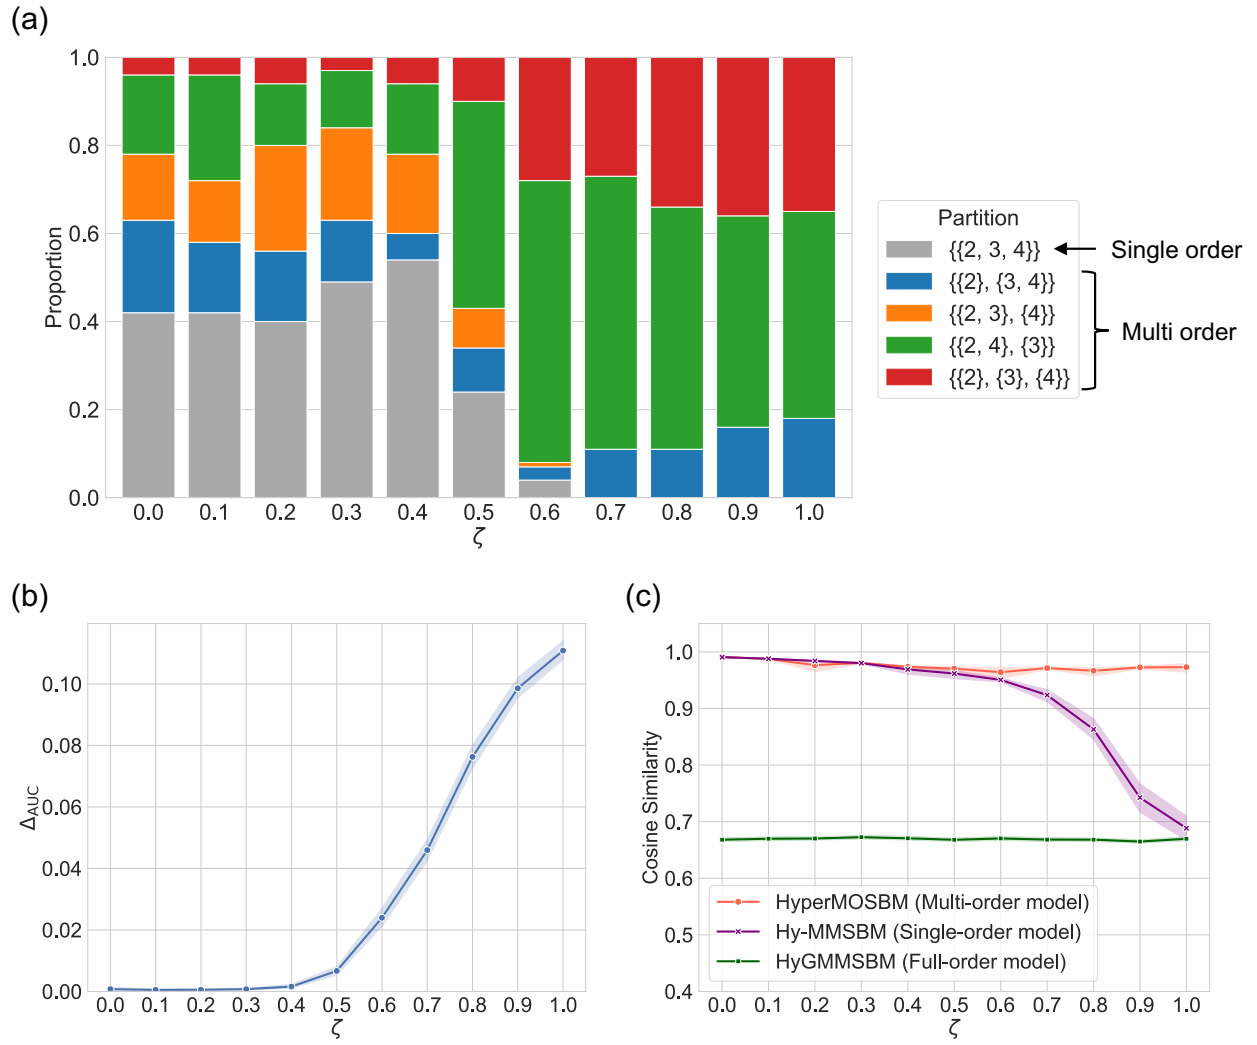 (a)
1.0
0.8
0.6
0.4
0.2
0.0
Proportion
0.0 0.1 0.2 0.3 0.4 0.5 0.6 0.7 0.8 0.9 1.0
ζ
Partition
{{2, 3, 4}}
{{2}, {3, 4}}
{{2, 3}, {4}}
{{2, 4}, {3}}
{{2}, {3}, {4}}
Single order
Multi order
(b)
0.10
0.08
0.06
0.04
0.02
0.00
ΔAUC
0.0 0.1 0.2 0.3 0.4 0.5 0.6 0.7 0.8 0.9 1.0
ζ
(c)
1.0
0.9
0.8
0.7
0.6
0.5
0.4
Cosine Similarity
HyperMOSBM (Multi-order model)
Hy-MMSBM (Single-order model)
HyGMMSBM (Full-order model)
0.0 0.1 0.2 0.3 0.4 0.5 0.6 0.7 0.8 0.9 1.0
ζ